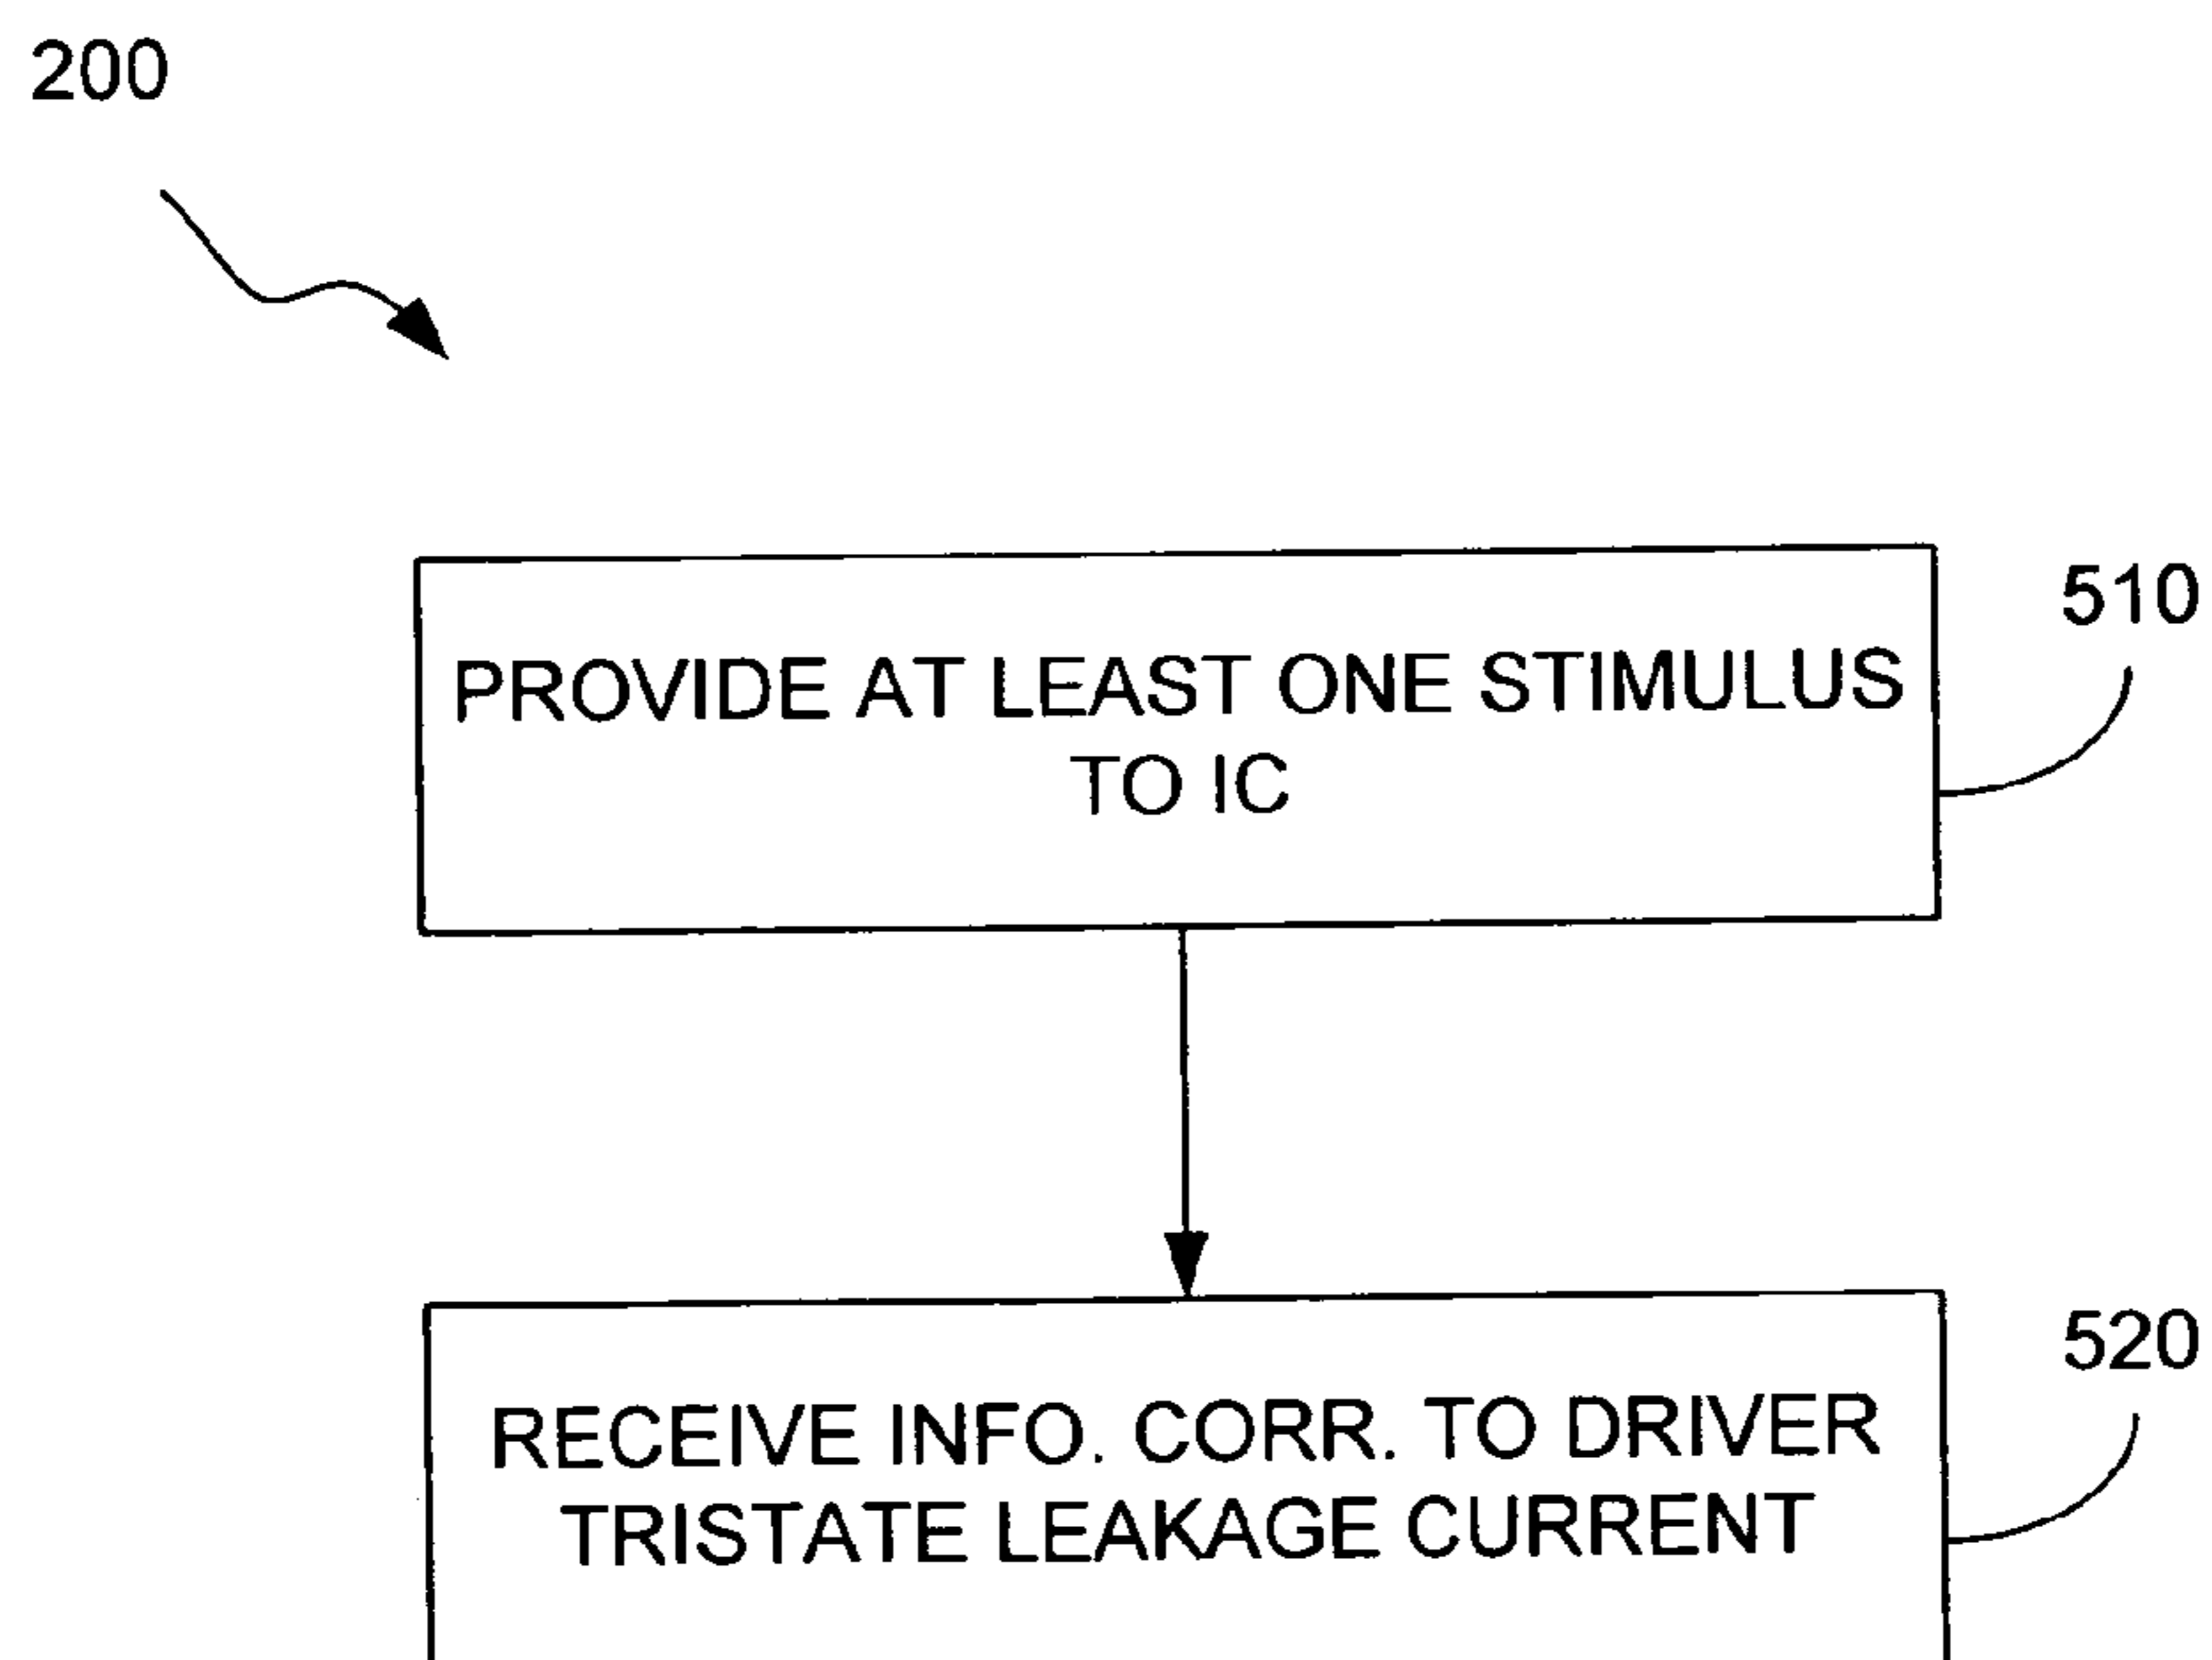 200
510
PROVIDE AT LEAST ONE STIMULUS
TO IC
520
RECEIVE INFO. CORR. TO DRIVER
TRISTATE LEAKAGE CURRENT